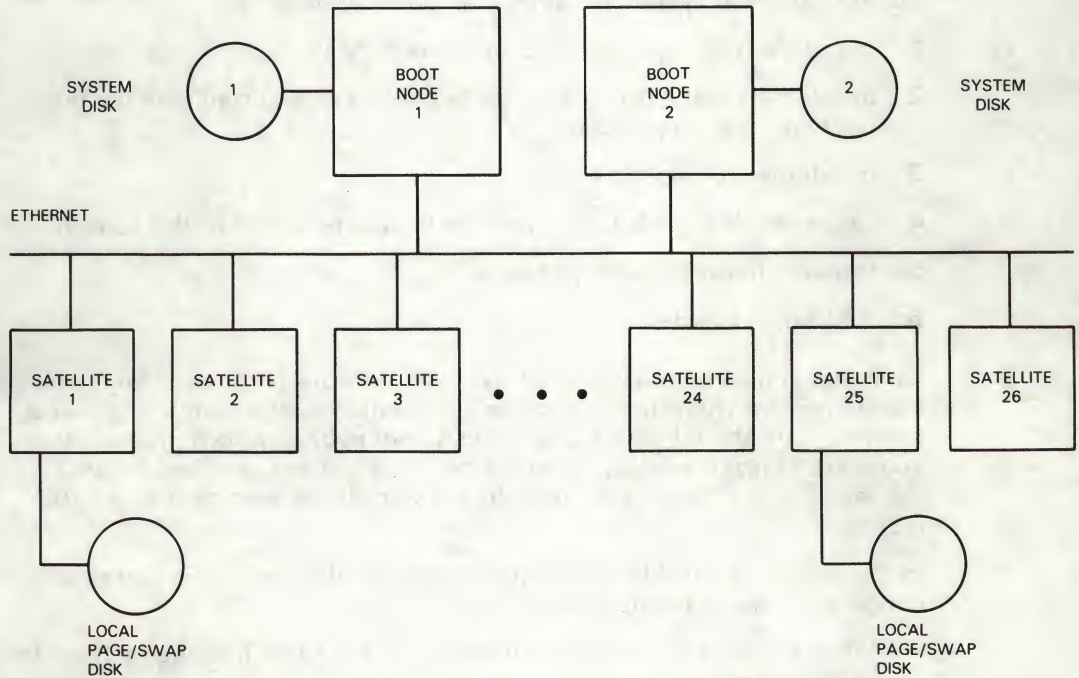 SYSTEM
DISK
1
BOOT
NODE
1
BOOT
NODE
2
2
SYSTEM
DISK
ETHERNET
SATELLITE
1
SATELLITE
2
SATELLITE
3
SATELLITE
24
SATELLITE
25
SATELLITE
26
LOCAL
PAGE/SWAP
DISK
LOCAL
PAGE/SWAP
DISK